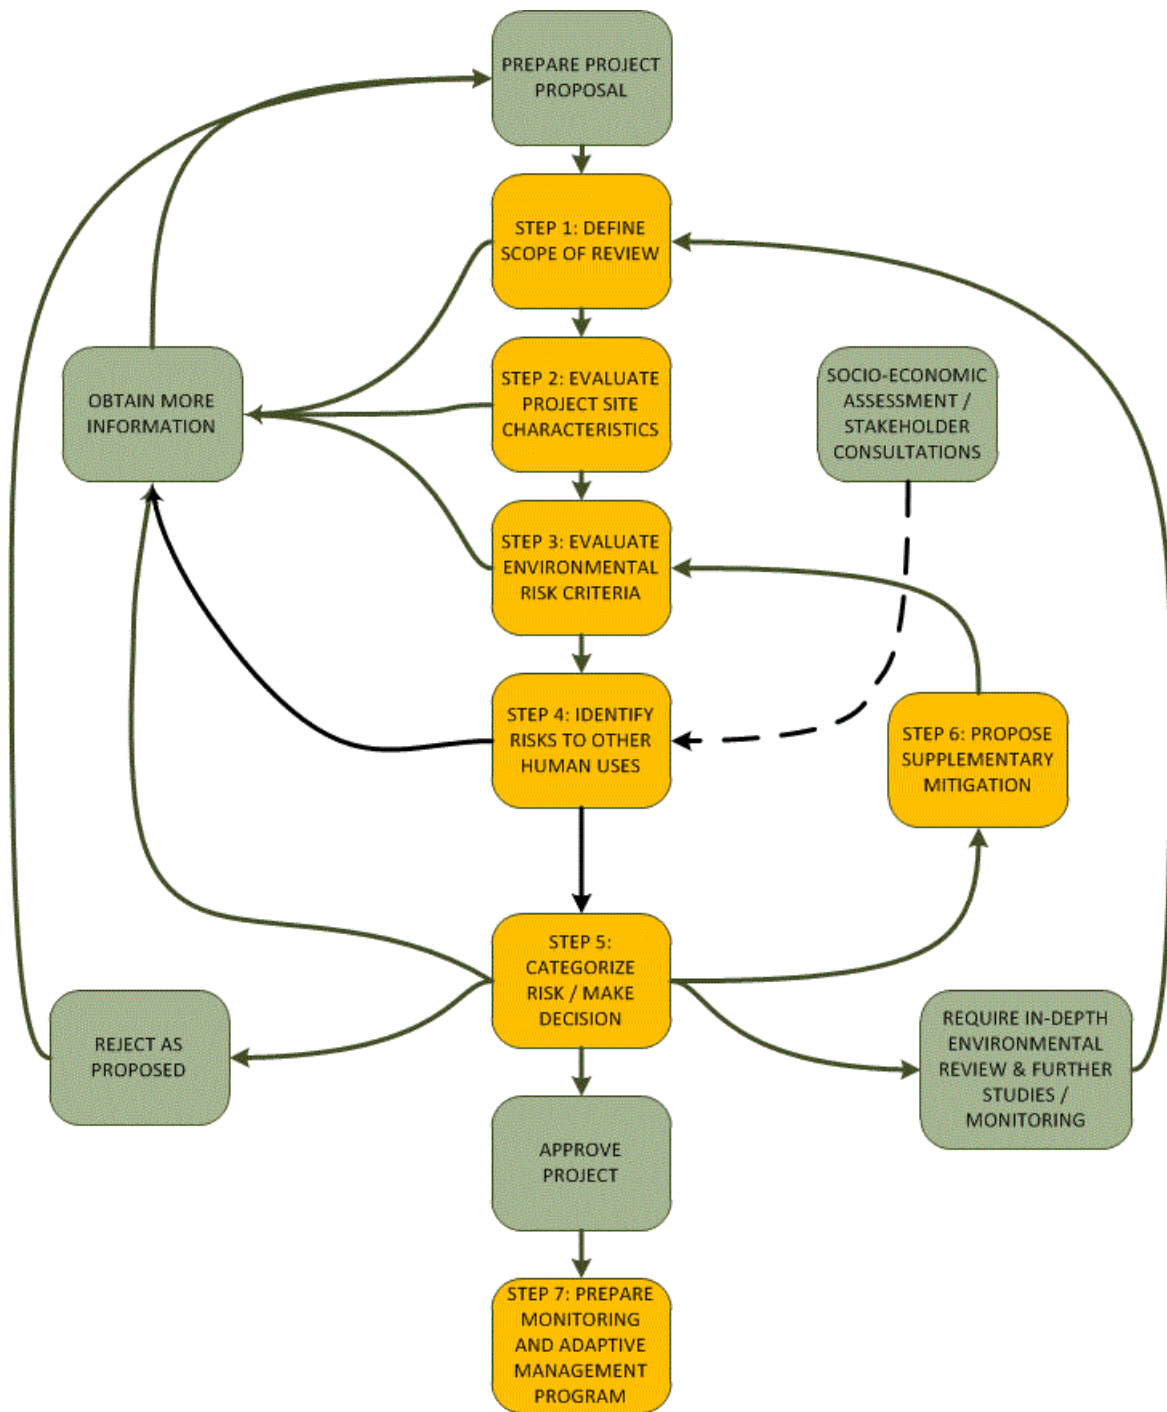 PREPARE PROJECT
PROPOSAL
STEP 1: DEFINE
SCOPE OF REVIEW
OBTAIN MORE
INFORMATION
STEP 2: EVALUATE
PROJECT SITE
CHARACTERISTICS
SOCIO-ECONOMIC
ASSESSMENT /
STAKEHOLDER
CONSULTATIONS
STEP 3: EVALUATE
ENVIRONMENTAL
RISK CRITERIA
STEP 4: IDENTIFY
RISKS TO OTHER
HUMAN USES
STEP 6: PROPOSE
SUPPLEMENTARY
MITIGATION
STEP 5:
CATEGORIZE
RISK / MAKE
DECISION
REJECT AS
PROPOSED
REQUIRE IN-DEPTH
ENVIRONMENTAL
REVIEW & FURTHER
STUDIES /
MONITORING
APPROVE
PROJECT
STEP 7: PREPARE
MONITORING
AND ADAPTIVE
MANAGEMENT
PROGRAM